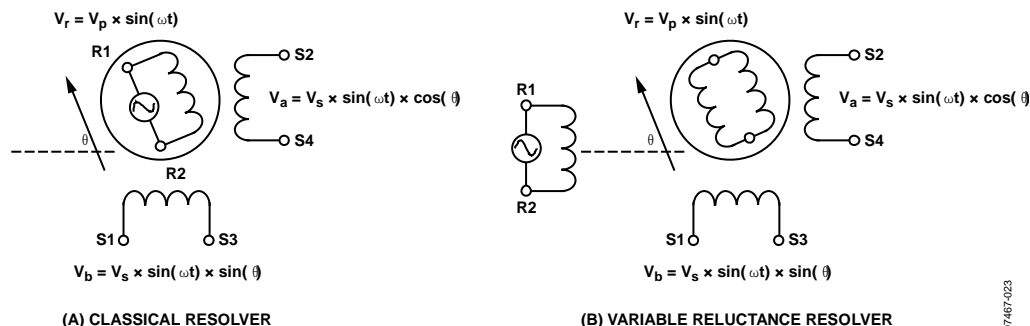 Vr = Vp × sin(ωt)
R1
S2
Va = Vs × sin(ωt) × cos(θ)
θ
S4
R2
S1
S3
Vb = Vs × sin(ωt) × sin(θ)
(A) CLASSICAL RESOLVER
Vr = Vp × sin(ωt)
R1
S2
Va = Vs × sin(ωt) × cos(θ)
θ
S4
R2
S1
S3
Vb = Vs × sin(ωt) × sin(θ)
(B) VARIABLE RELUCTANCE RESOLVER
7467-023